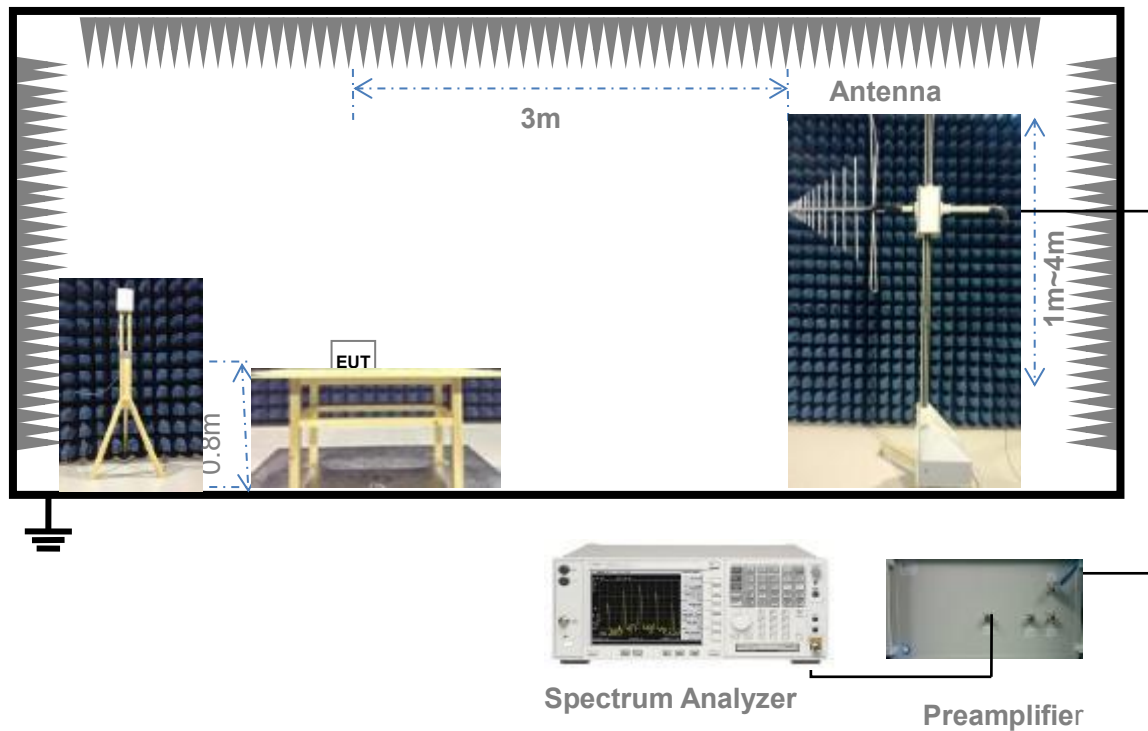 Antenna
3m
1m~4m
EUT
0.8m
Spectrum Analyzer
Preamplifier